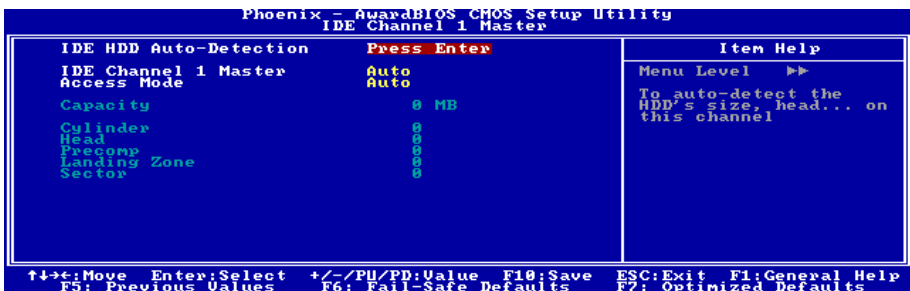 Phoenix - AwardBIOS CMOS Setup Utility
IDE Channel 1 Master
IDE HDD Auto-Detection Press Enter
IDE Channel 1 Master Auto
Access Mode Auto
Capacity 0 MB
Cylinder 0
Head 0
Precomp 0
Landing Zone 0
Sector 0
Item Help
Menu Level ▶▶
To auto-detect the
HDD's size, head... on
this channel
↑↓→←:Move Enter:Select +/-/PU/PD:Value F10:Save ESC:Exit F1:General Help
F5: Previous Values F6: Fail-Safe Defaults F7: Optimized Defaults